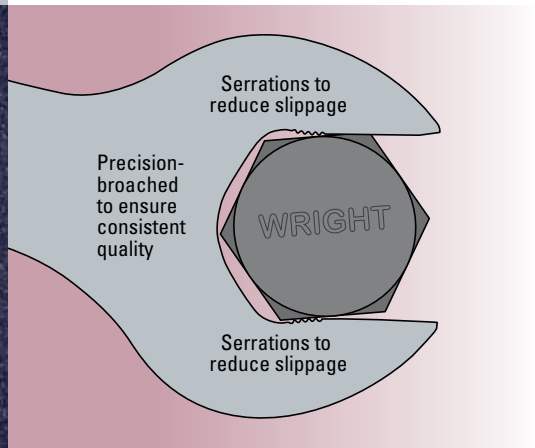 Serrations to
reduce slippage
Precision-
broached
to ensure
consistent
quality
WRIGHT
Serrations to
reduce slippage